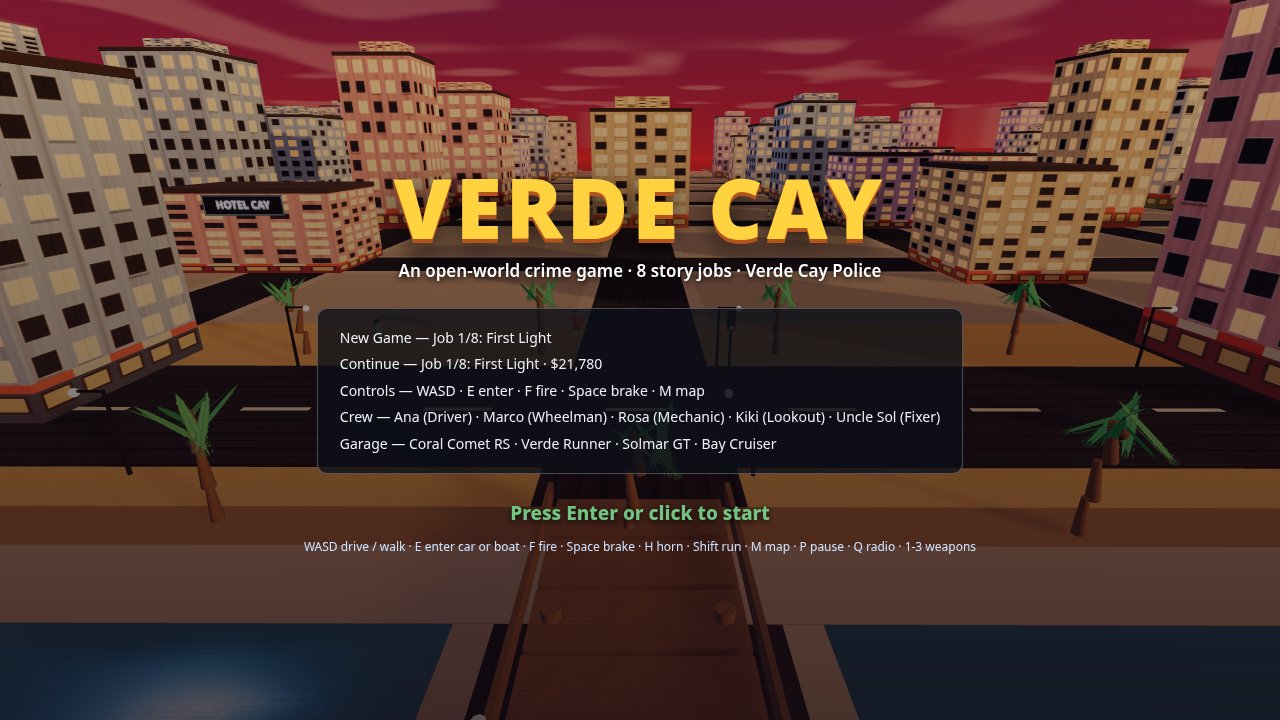 HOTEL CAY
VERDE CAY
An open-world crime game · 8 story jobs · Verde Cay Police
New Game — Job 1/8: First Light
Continue — Job 1/8: First Light · $21,780
Controls — WASD · E enter · F fire · Space brake · M map
Crew — Ana (Driver) · Marco (Wheelman) · Rosa (Mechanic) · Kiki (Lookout) · Uncle Sol (Fixer)
Garage — Coral Comet RS · Verde Runner · Solmar GT · Bay Cruiser
Press Enter or click to start
WASD drive / walk · E enter car or boat · F fire · Space brake · H horn · Shift run · M map · P pause · Q radio · 1-3 weapons